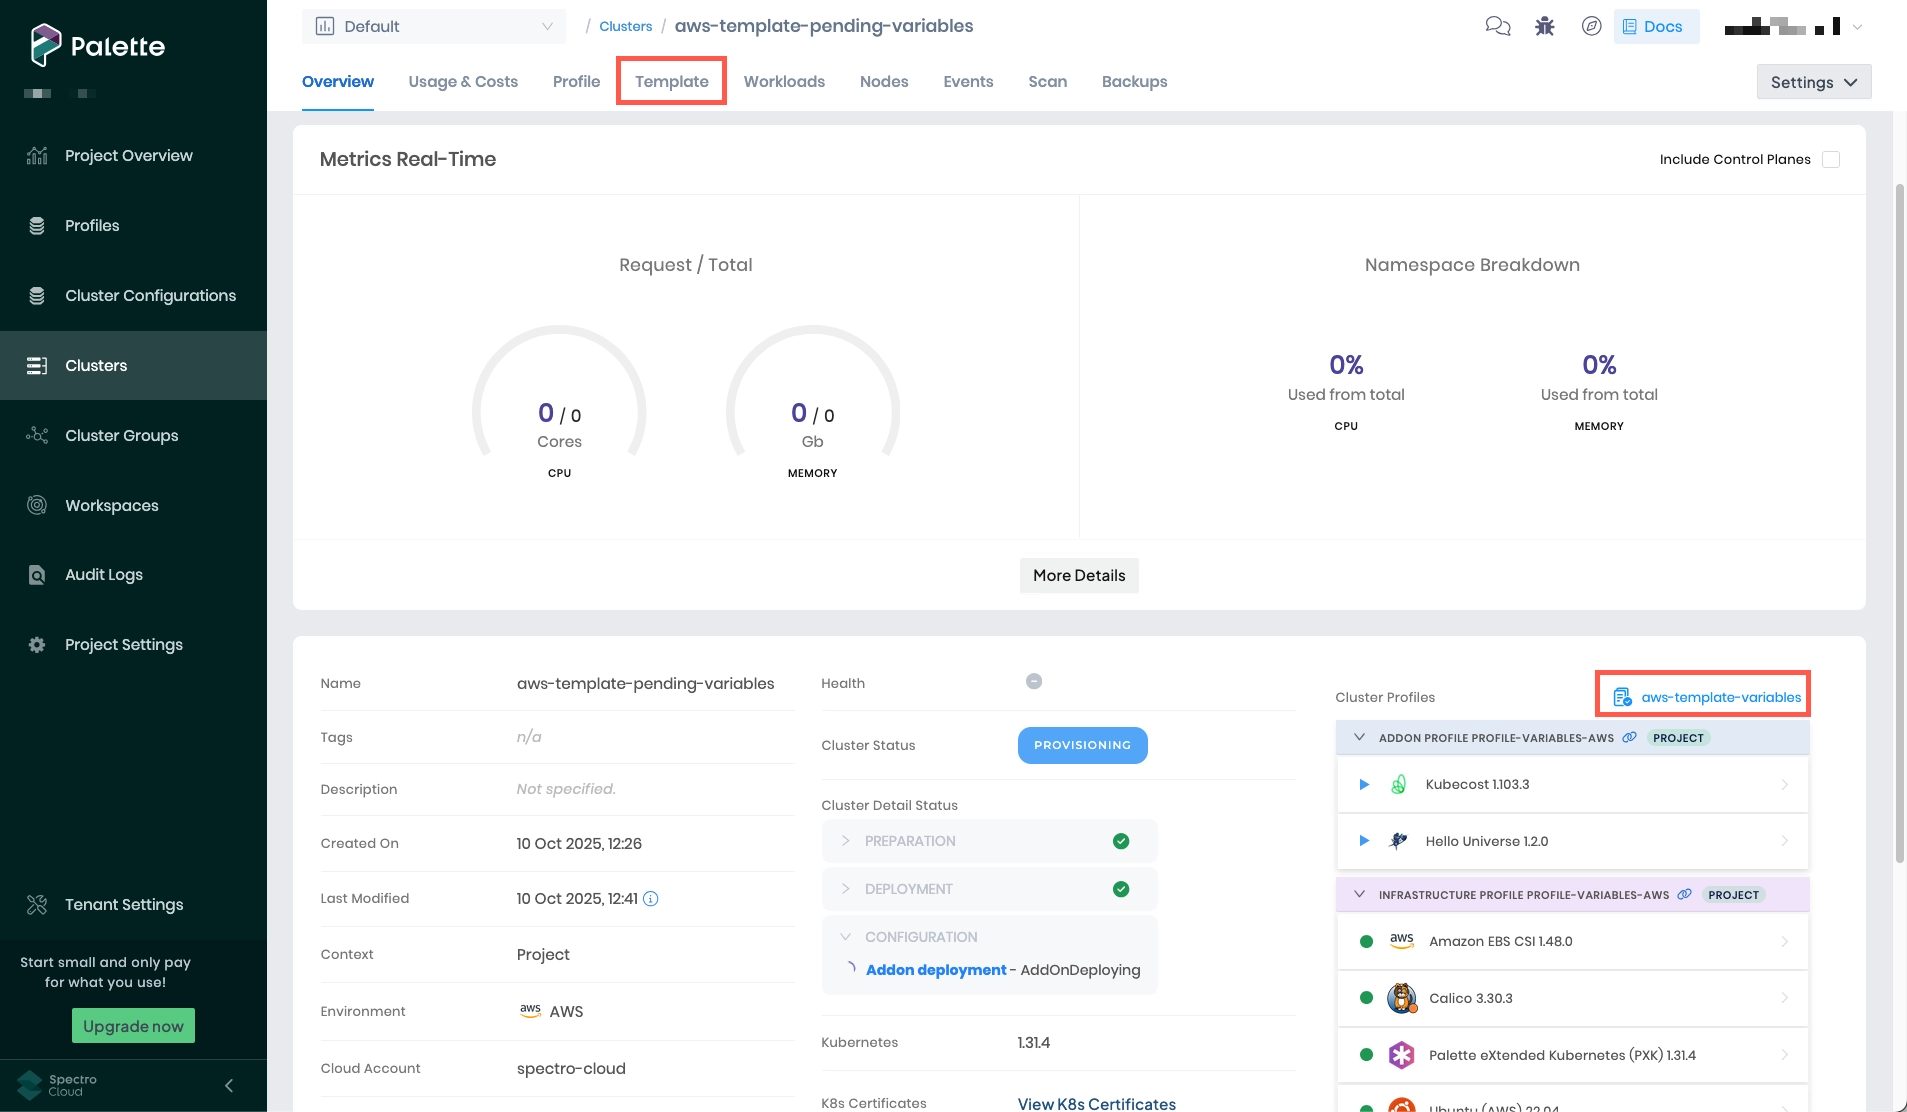 Palette
Project Overview
Profiles
Cluster Configurations
Clusters
Cluster Groups
Workspaces
Audit Logs
Project Settings
Tenant Settings
Start small and only pay
for what you use!
Upgrade now
Spectro
Cloud
Default / Clusters / aws-template-pending-variables
Docs
Overview Usage & Costs Profile Template Workloads Nodes Events Scan Backups
Settings
Metrics Real-Time
Include Control Planes
Request / Total
0 / 0
Cores
CPU
0 / 0
Gb
MEMORY
Namespace Breakdown
0%
Used from total
CPU
0%
Used from total
MEMORY
More Details
Name aws-template-pending-variables
Tags n/a
Description Not specified.
Created On 10 Oct 2025, 12:26
Last Modified 10 Oct 2025, 12:41
Context Project
Environment aws AWS
Cloud Account spectro-cloud
Health
Cluster Status PROVISIONING
Cluster Detail Status
PREPARATION
DEPLOYMENT
CONFIGURATION
Addon deployment - AddOnDeploying
Kubernetes 1.31.4
K8s Certificates View K8s Certificates
Cluster Profiles aws-template-variables
ADDON PROFILE PROFILE-VARIABLES-AWS PROJECT
Kubecost 1.103.3
Hello Universe 1.2.0
INFRASTRUCTURE PROFILE PROFILE-VARIABLES-AWS PROJECT
aws Amazon EBS CSI 1.48.0
Calico 3.30.3
Palette eXtended Kubernetes (PXK) 1.31.4
Ubuntu (AWS) 22.04